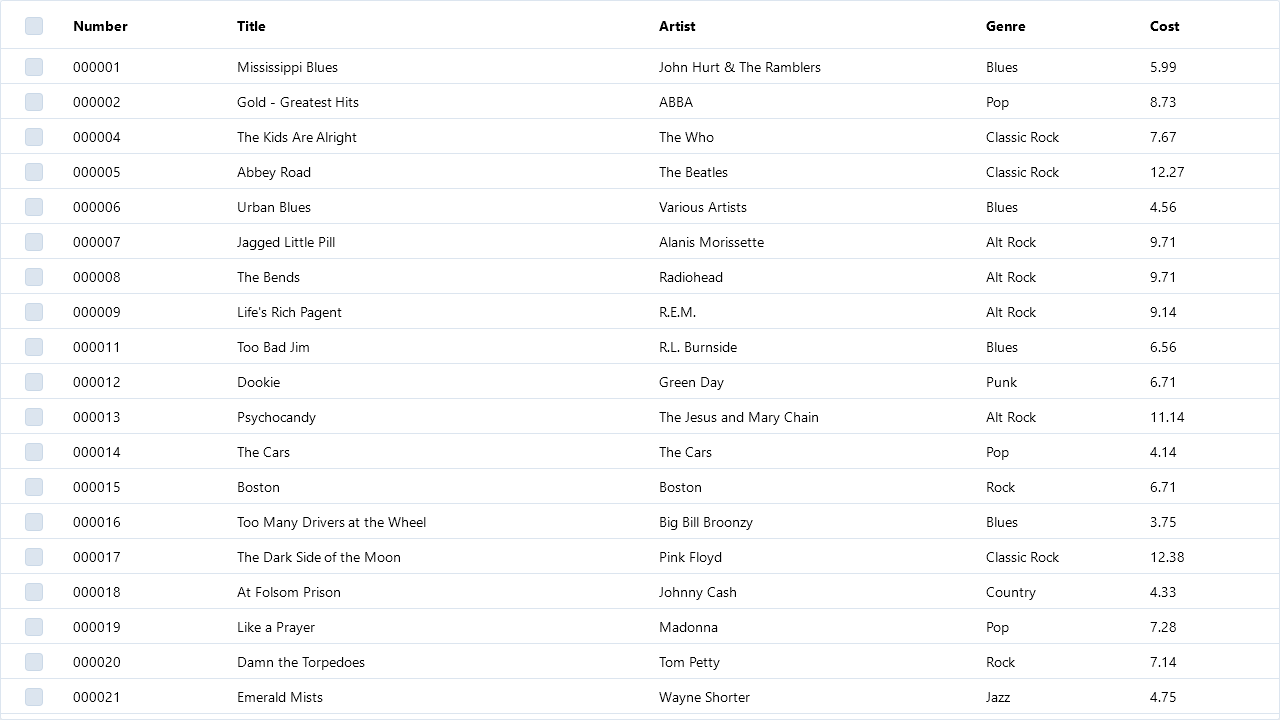 Number Title Artist Genre Cost
000001 Mississippi Blues John Hurt & The Ramblers Blues 5.99
000002 Gold - Greatest Hits ABBA Pop 8.73
000004 The Kids Are Alright The Who Classic Rock 7.67
000005 Abbey Road The Beatles Classic Rock 12.27
000006 Urban Blues Various Artists Blues 4.56
000007 Jagged Little Pill Alanis Morissette Alt Rock 9.71
000008 The Bends Radiohead Alt Rock 9.71
000009 Life's Rich Pagent R.E.M. Alt Rock 9.14
000011 Too Bad Jim R.L. Burnside Blues 6.56
000012 Dookie Green Day Punk 6.71
000013 Psychocandy The Jesus and Mary Chain Alt Rock 11.14
000014 The Cars The Cars Pop 4.14
000015 Boston Boston Rock 6.71
000016 Too Many Drivers at the Wheel Big Bill Broonzy Blues 3.75
000017 The Dark Side of the Moon Pink Floyd Classic Rock 12.38
000018 At Folsom Prison Johnny Cash Country 4.33
000019 Like a Prayer Madonna Pop 7.28
000020 Damn the Torpedoes Tom Petty Rock 7.14
000021 Emerald Mists Wayne Shorter Jazz 4.75